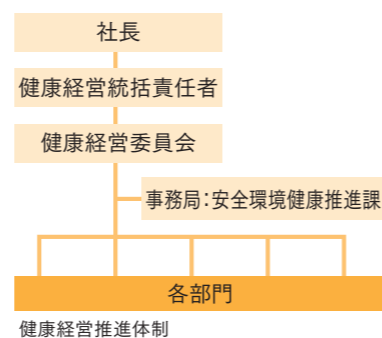 社長
健康経営統括責任者
健康経営委員会
事務局：安全環境健康推進課
各部門
健康経営推進体制